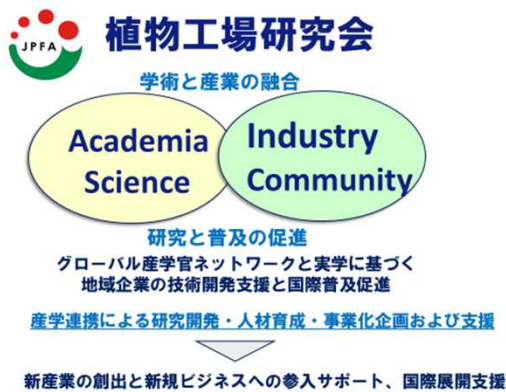 JPFA
植物工場研究会
学術と産業の融合
Academia
Science
Industry
Community
研究と普及の促進
グローバル産学官ネットワークと実学に基づく
地域企業の技術開発支援と国際普及促進
産学連携による研究開発・人材育成・事業化企画および支援
新産業の創出と新規ビジネスへの参入サポート、国際展開支援